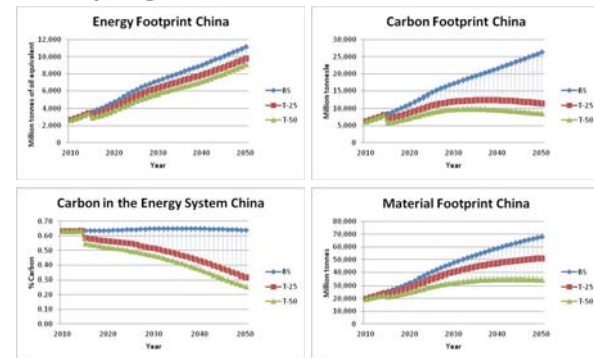 Energy Footprint China
Million tonnes of oil equivalent
12,000
10,000
8,000
6,000
4,000
2,000
0
2010 2020 2030 2040 2050
Year
BS
T-25
T-50
Carbon Footprint China
30,000
25,000
20,000
15,000
10,000
5,000
0
2010 2020 2030 2040 2050
Year
BS
T-25
T-50
Carbon in the Energy System China
% Carbon
0.70
0.60
0.50
0.40
0.30
0.20
0.10
0.00
2010 2020 2030 2040 2050
Year
BS
T-25
T-50
Material Footprint China
Million tonnes
80,000
70,000
60,000
50,000
40,000
30,000
20,000
10,000
0
2010 2020 2030 2040 2050
Year
BS
T-25
T-50